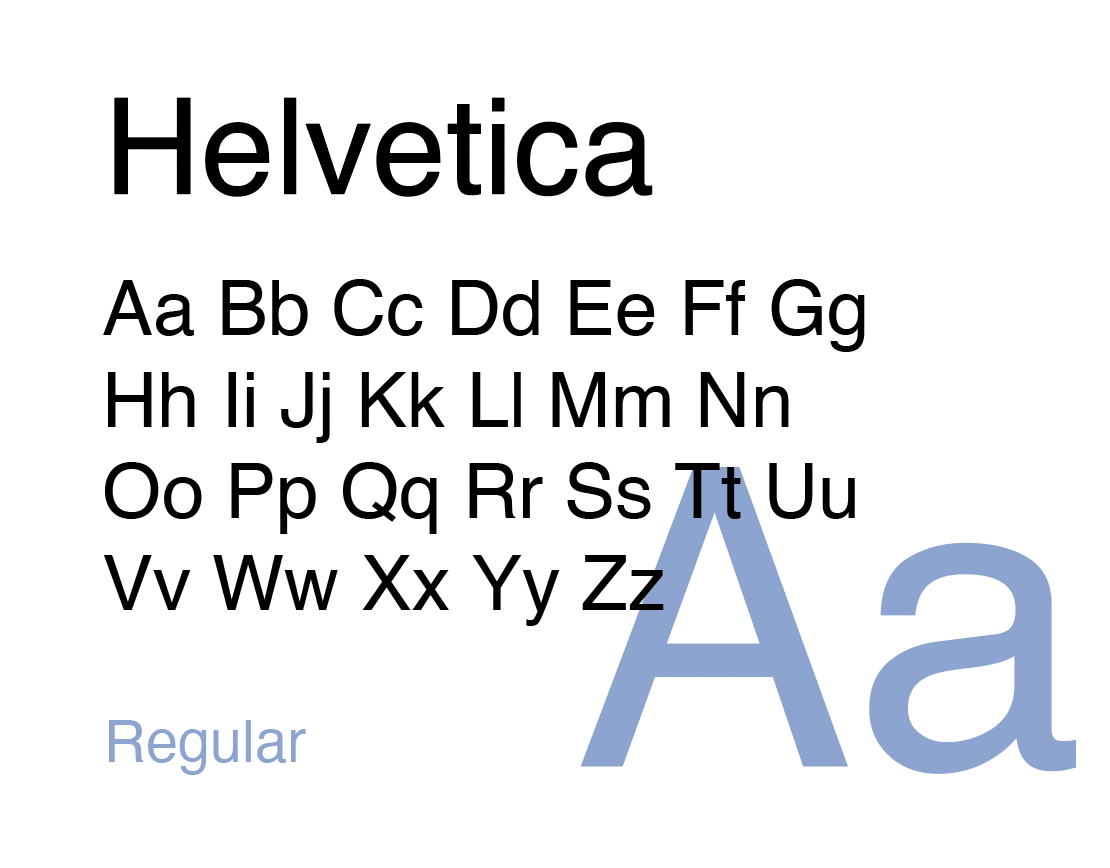 Helvetica
Aa Bb Cc Dd Ee Ff Gg
Hh Ii Jj Kk Ll Mm Nn
Oo Pp Qq Rr Ss Tt Uu
Vv Ww Xx Yy Zz
Aa
Regular